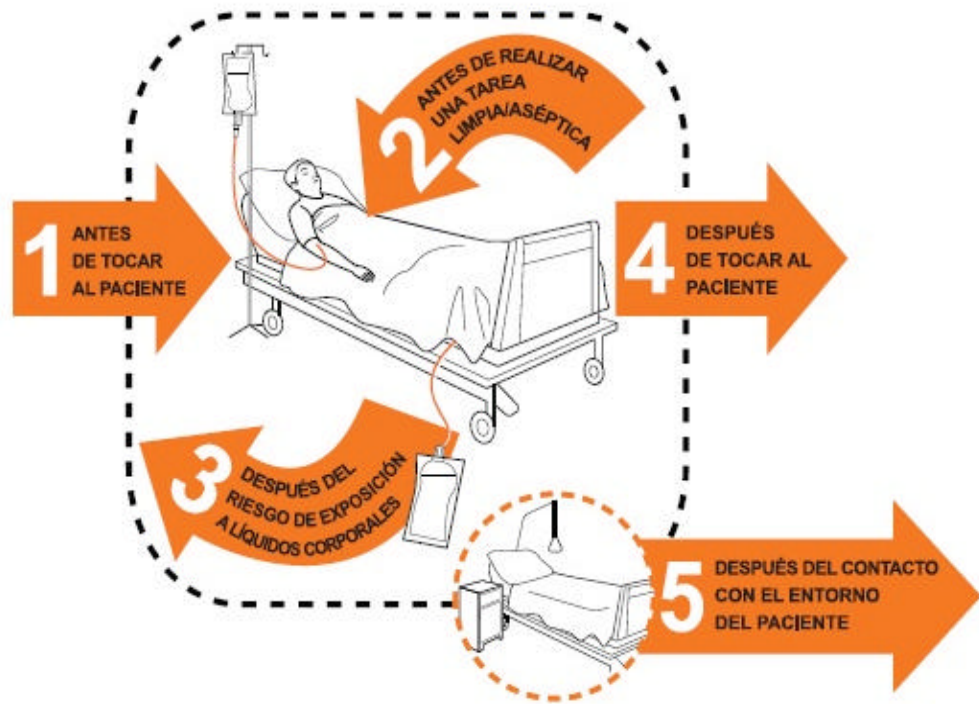 1 ANTES
DE TOCAR
AL PACIENTE
2 ANTES DE REALIZAR
UNA TAREA
LIMPIA/ASÉPTICA
3 DESPUÉS DEL
RIESGO DE EXPOSICIÓN
A LÍQUIDOS CORPORALES
4 DESPUÉS
DE TOCAR AL
PACIENTE
5 DESPUÉS DEL CONTACTO
CON EL ENTORNO
DEL PACIENTE